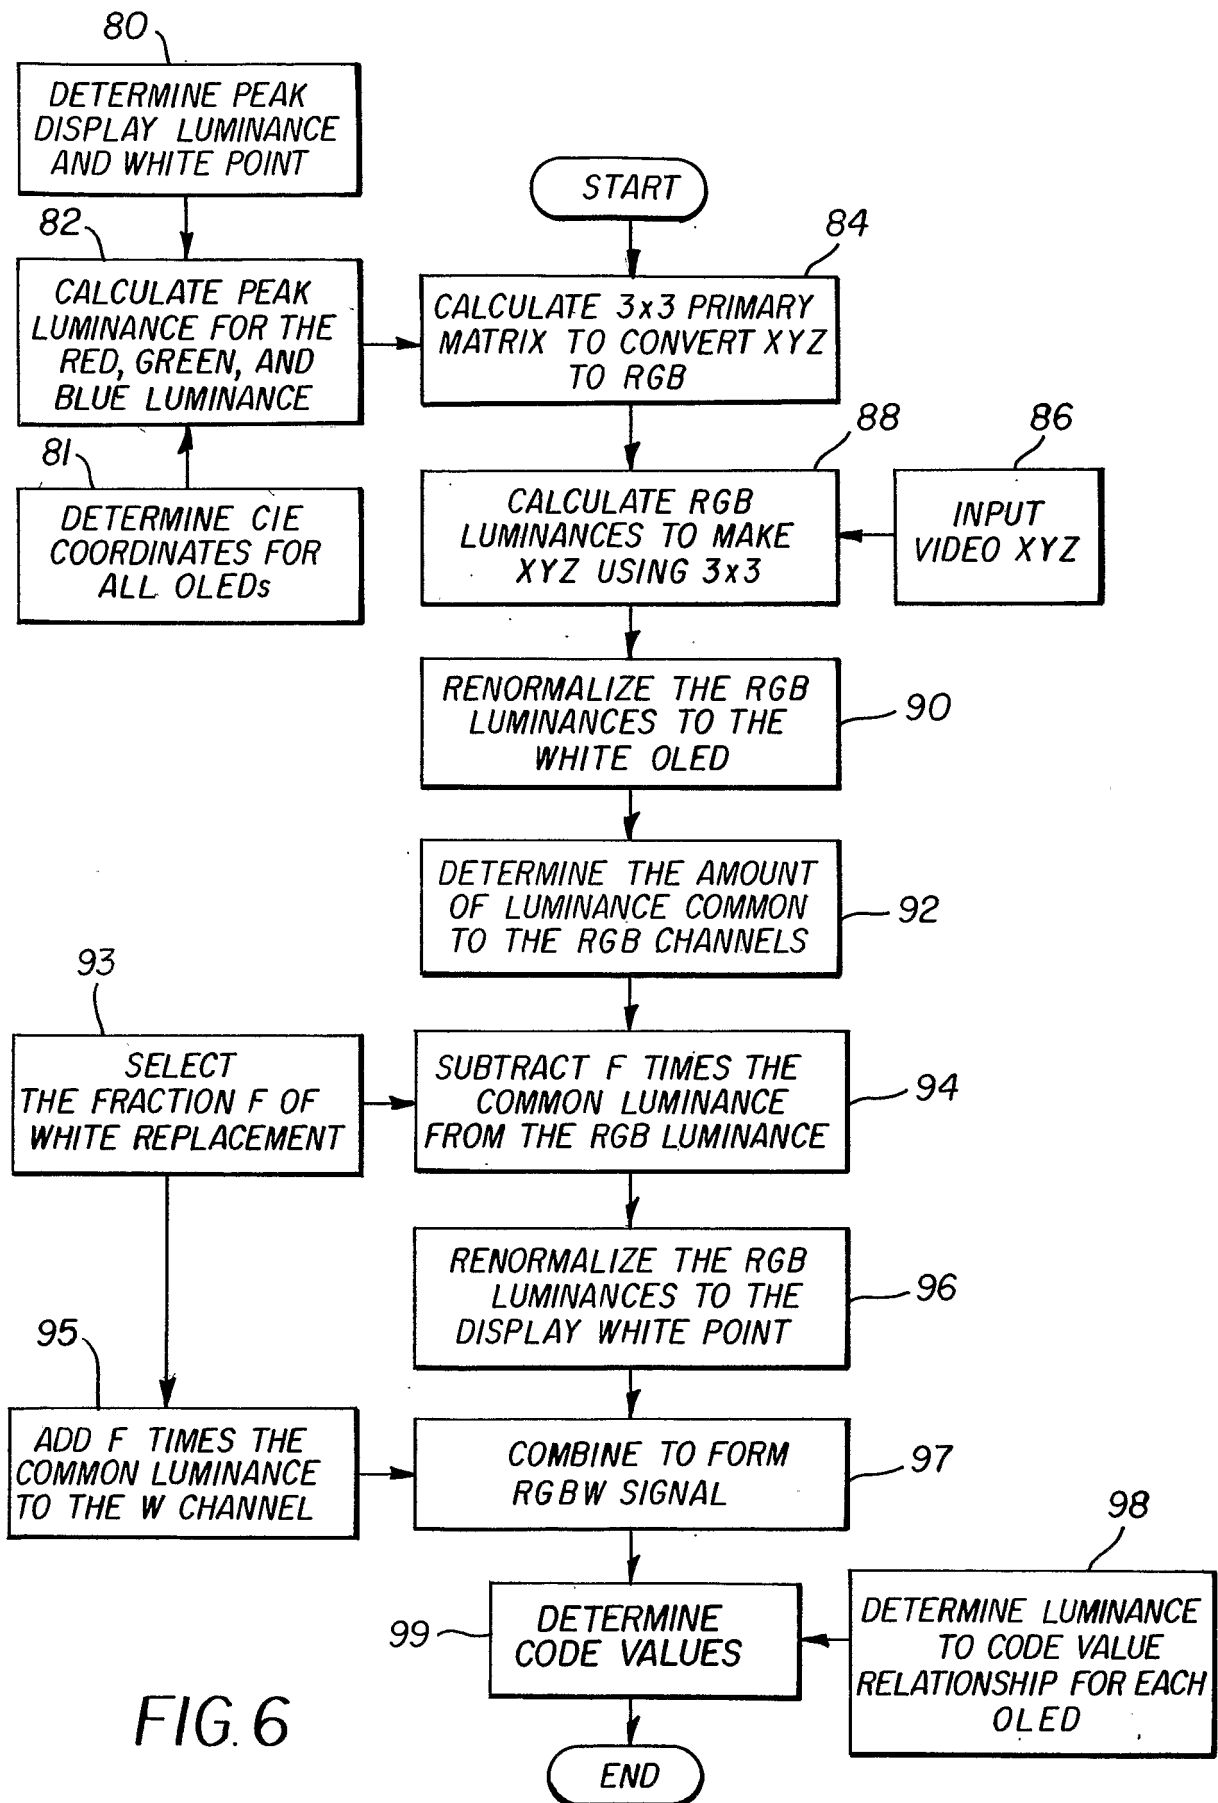 80
DETERMINE PEAK
DISPLAY LUMINANCE
AND WHITE POINT
START
82
CALCULATE PEAK
LUMINANCE FOR THE
RED, GREEN, AND
BLUE LUMINANCE
84
CALCULATE 3x3 PRIMARY
MATRIX TO CONVERT XYZ
TO RGB
81
DETERMINE CIE
COORDINATES FOR
ALL OLEDs
88
CALCULATE RGB
LUMINANCES TO MAKE
XYZ USING 3x3
86
INPUT
VIDEO XYZ
RENORMALIZE THE RGB
LUMINANCES TO THE
WHITE OLED
90
DETERMINE THE AMOUNT
OF LUMINANCE COMMON
TO THE RGB CHANNELS
92
93
SELECT
THE FRACTION F OF
WHITE REPLACEMENT
SUBTRACT F TIMES THE
COMMON LUMINANCE
FROM THE RGB LUMINANCE
94
RENORMALIZE THE RGB
LUMINANCES TO THE
DISPLAY WHITE POINT
96
95
ADD F TIMES THE
COMMON LUMINANCE
TO THE W CHANNEL
COMBINE TO FORM
RGBW SIGNAL
97
98
DETERMINE LUMINANCE
TO CODE VALUE
RELATIONSHIP FOR EACH
OLED
99
DETERMINE
CODE VALUES
FIG. 6
END